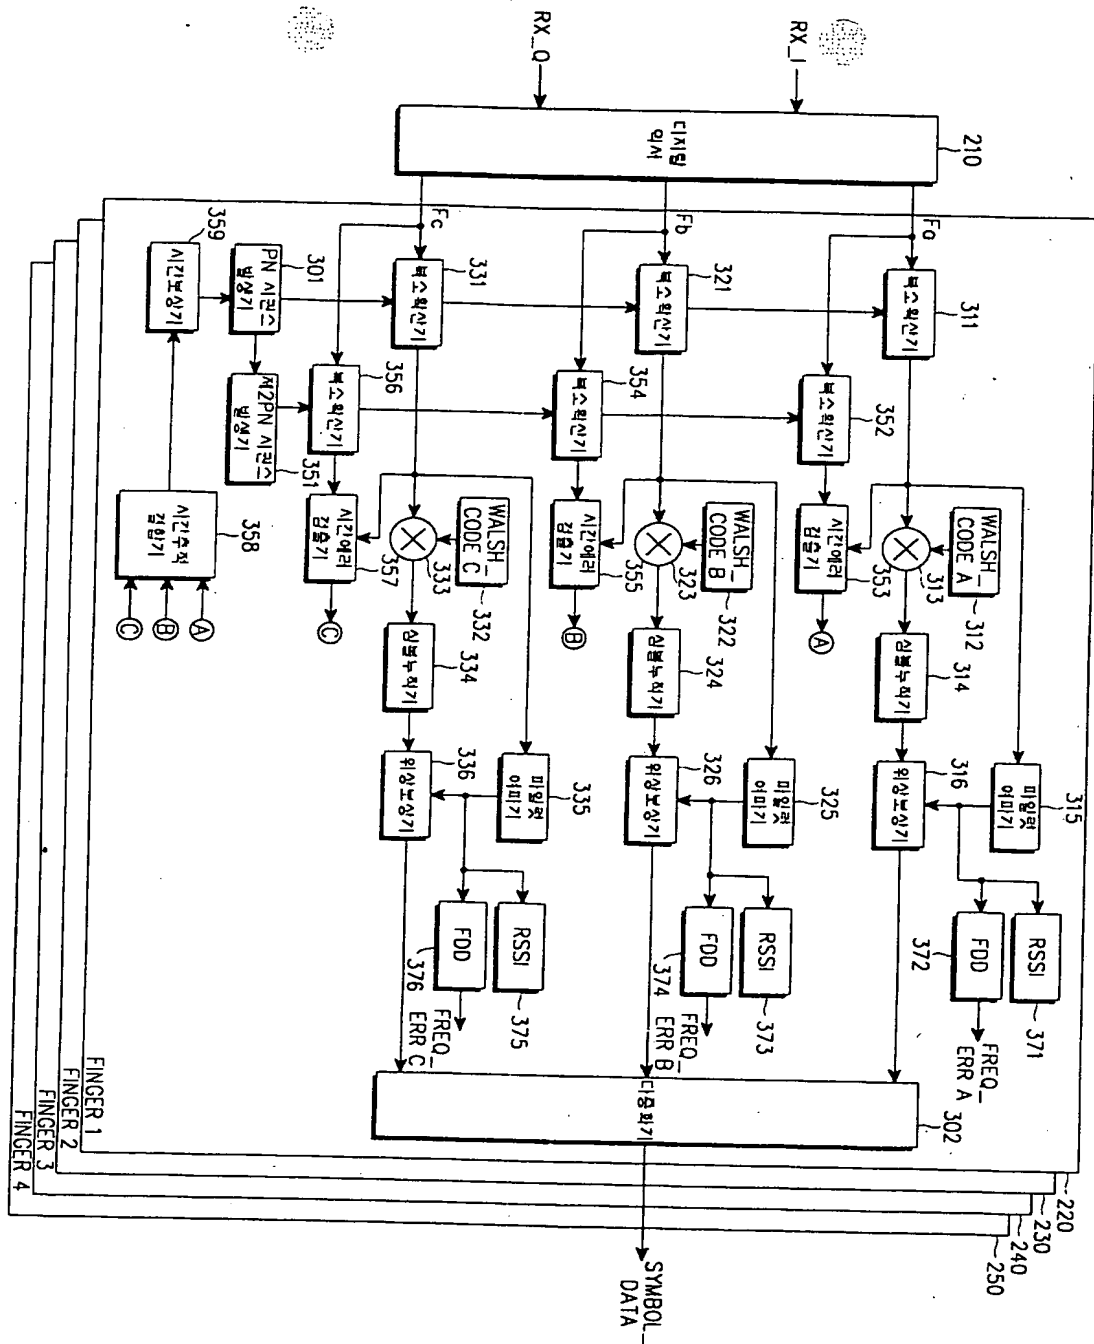 RX_I
RX_Q
210
디지탈
믹서
Fa
311
복소확산기
352
복소확산기
353
시간에러
검출기
Ⓐ
WALSH_
CODE A
312
313
314
심볼누적기
315
파일럿
여파기
316
위상보상기
371
RSSI
372
FDD
FREQ_
ERR A
Fb
321
복소확산기
354
복소확산기
355
시간에러
검출기
Ⓑ
WALSH_
CODE B
322
323
324
심볼누적기
325
파일럿
여파기
326
위상보상기
373
RSSI
374
FDD
FREQ_
ERR B
Fc
331
복소확산기
356
복소확산기
357
시간에러
검출기
Ⓒ
WALSH_
CODE C
332
333
334
심볼누적기
335
파일럿
여파기
336
위상보상기
375
RSSI
376
FDD
FREQ_
ERR C
302
다중화기
SYMBOL_
DATA
301
PN 시퀀스
발생기
351
제2PN 시퀀스
발생기
359
시간보상기
358
시간추적
결합기
Ⓐ
Ⓑ
Ⓒ
FINGER 1
FINGER 2
FINGER 3
FINGER 4
220
230
240
250